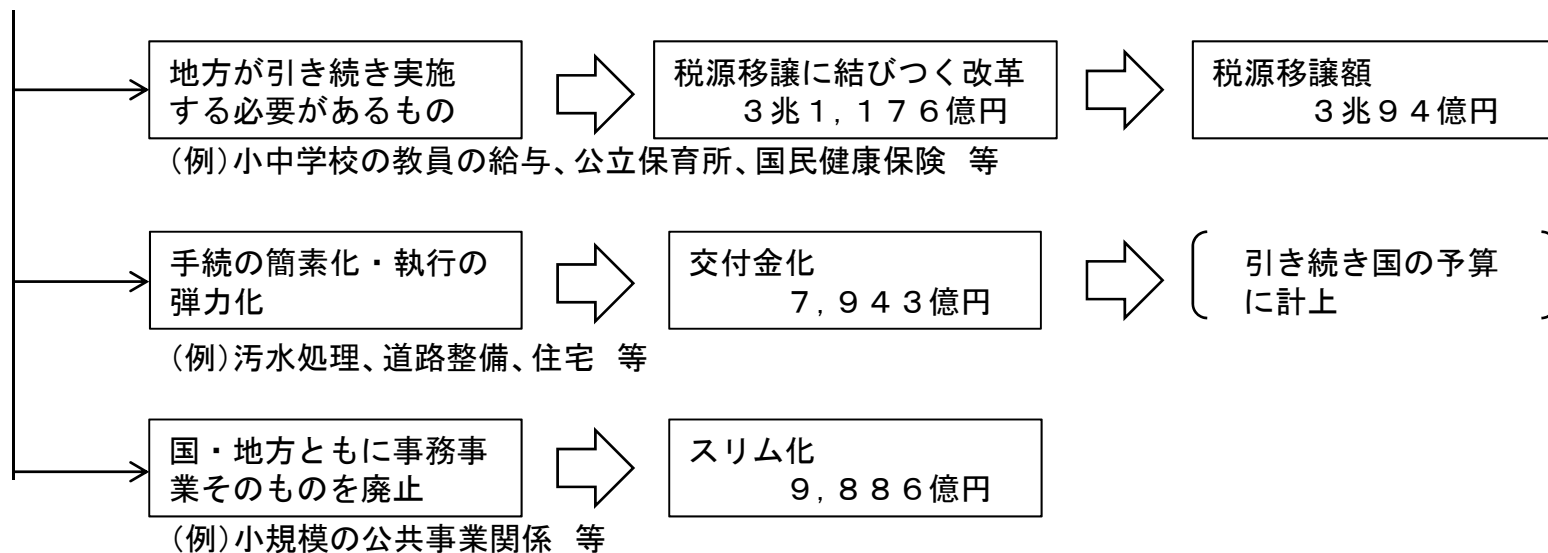 地方が引き続き実施
する必要があるもの
税源移譲に結びつく改革
３兆１，１７６億円
税源移譲額
３兆９４億円
（例）小中学校の教員の給与、公立保育所、国民健康保険　等
手続の簡素化・執行の
弾力化
交付金化
７，９４３億円
引き続き国の予算
に計上
（例）汚水処理、道路整備、住宅　等
国・地方ともに事務事
業そのものを廃止
スリム化
９，８８６億円
（例）小規模の公共事業関係　等